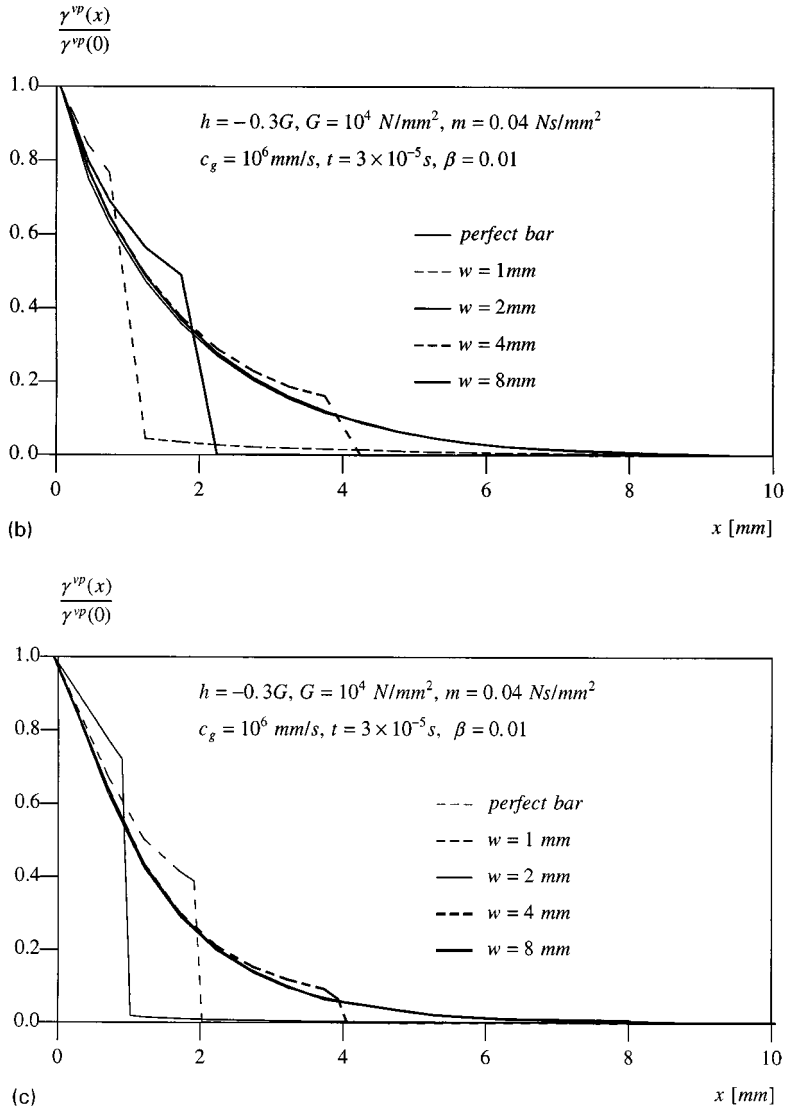 γ^vp(x)
γ^vp(0)
1.0
0.8
0.6
0.4
0.2
0.0
h = −0.3G, G = 10^4 N/mm^2, m = 0.04 Ns/mm^2
c_g = 10^6 mm/s, t = 3 × 10^−5 s, β = 0.01
perfect bar
w = 1mm
w = 2mm
w = 4mm
w = 8mm
0 2 4 6 8 10
(b) x [mm]
γ^vp(x)
γ^vp(0)
1.0
0.8
0.6
0.4
0.2
0.0
h = −0.3G, G = 10^4 N/mm^2, m = 0.04 Ns/mm^2
c_g = 10^6 mm/s, t = 3 × 10^−5 s, β = 0.01
perfect bar
w = 1 mm
w = 2 mm
w = 4 mm
w = 8 mm
0 2 4 6 8 10
(c) x [mm]